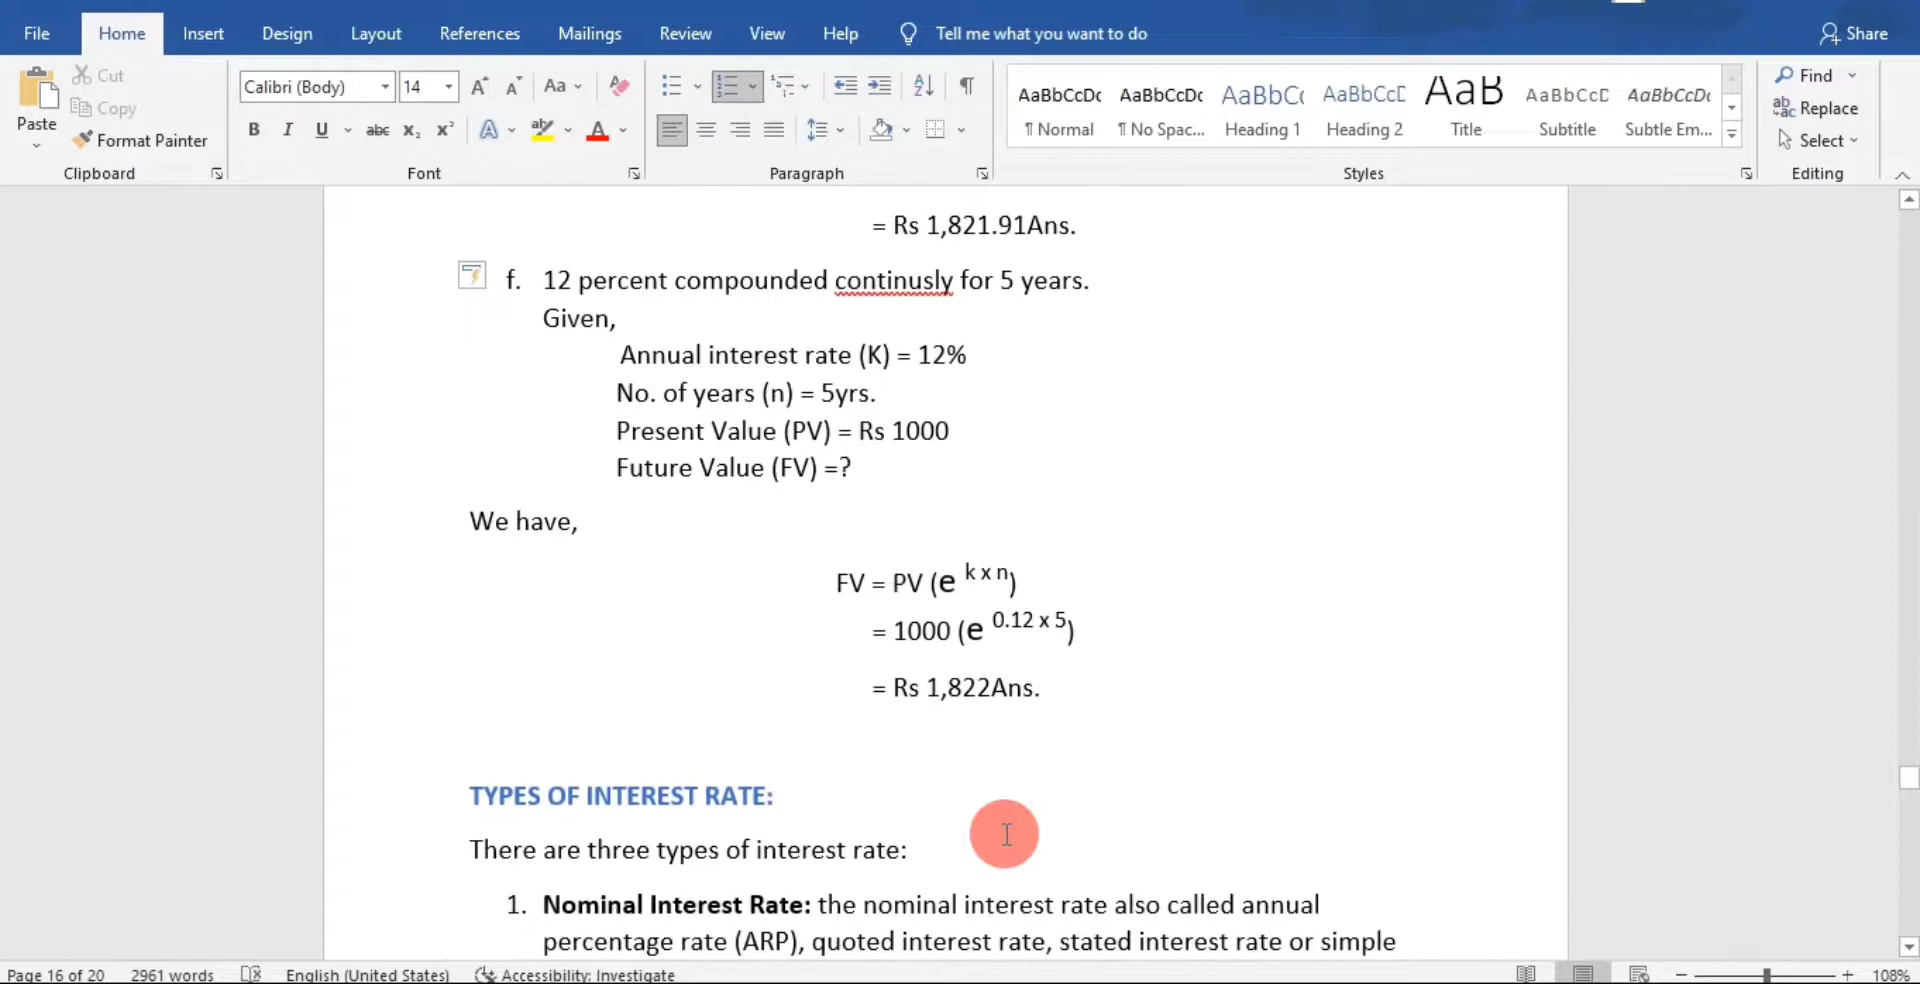 File Home Insert Design Layout References Mailings Review View Help Tell me what you want to do Share
Paste Cut Copy Format Painter
Clipboard
Calibri (Body) 14 Aa
B I U abc x₂ x² A aby A
Font
Paragraph
AaBbCcDc AaBbCcDc AaBbCc AaBbCcD AaB AaBbCcD AaBbCcDc
¶ Normal ¶ No Spac... Heading 1 Heading 2 Title Subtitle Subtle Em...
Styles
Find
Replace
Select
Editing
= Rs 1,821.91Ans.
f. 12 percent compounded continusly for 5 years.
Given,
Annual interest rate (K) = 12%
No. of years (n) = 5yrs.
Present Value (PV) = Rs 1000
Future Value (FV) =?
We have,
FV = PV (e k x n)
= 1000 (e 0.12 x 5)
= Rs 1,822Ans.
TYPES OF INTEREST RATE:
There are three types of interest rate:
1. Nominal Interest Rate: the nominal interest rate also called annual
percentage rate (ARP), quoted interest rate, stated interest rate or simple
Page 16 of 20 2961 words English (United States) Accessibility: Investigate 108%